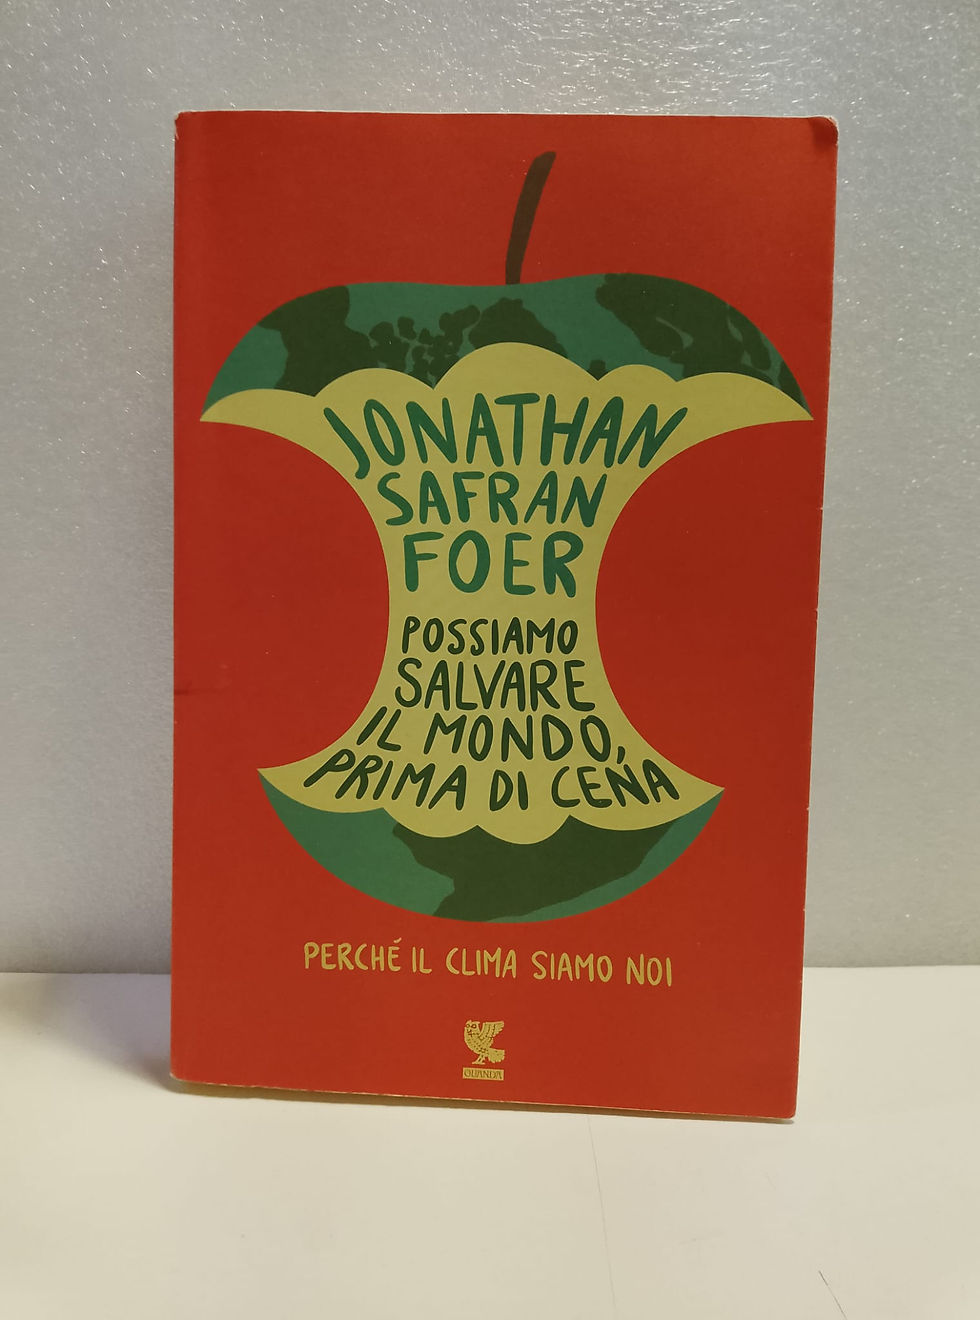 JONATHAN
SAFRAN
FOER
POSSIAMO
SALVARE
IL MONDO,
PRIMA DI CENA
PERCHÉ IL CLIMA SIAMO NOI
GUANDA